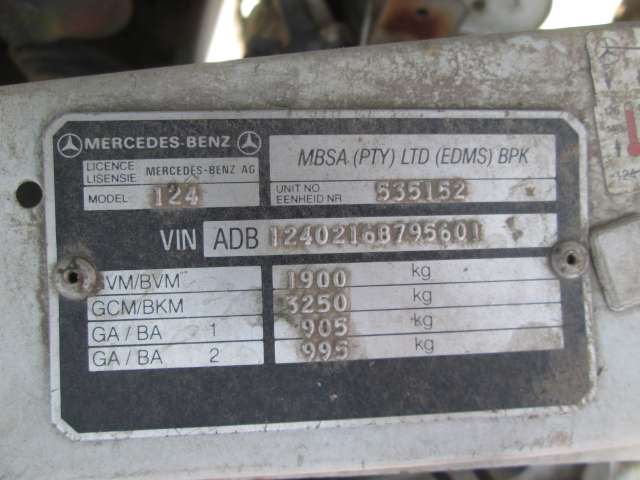 MERCEDES-BENZ
MBSA (PTY) LTD (EDMS) BPK
LICENCE
LISENSIE MERCEDES-BENZ AG
MODEL 124
UNIT NO
EENHEID NR 535152
VIN ADB 1240216B795601
GVM/BVM 1900 kg
GCM/BKM 3250 kg
GA / BA 1 905 kg
GA / BA 2 995 kg